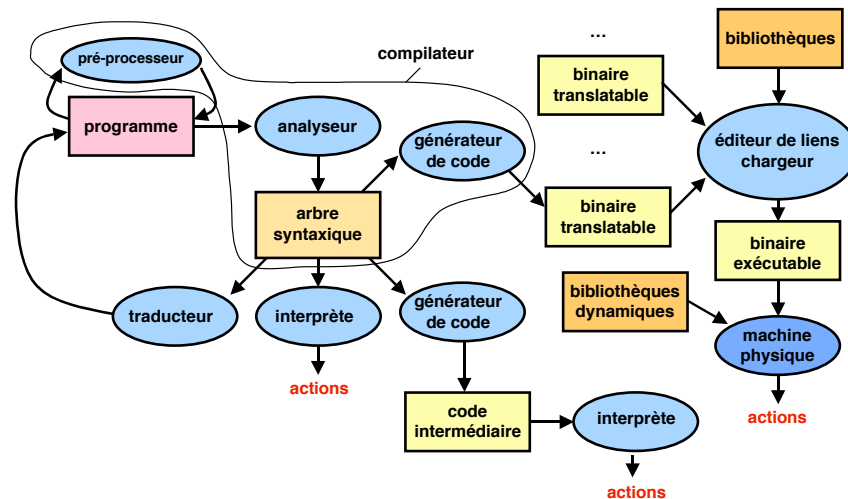 pré-processeur
compilateur
...
bibliothèques
binaire
translatable
programme
analyseur
générateur
de code
...
éditeur de liens
chargeur
arbre
syntaxique
binaire
translatable
binaire
exécutable
traducteur
interprète
générateur
de code
bibliothèques
dynamiques
machine
physique
actions
code
intermédiaire
interprète
actions
actions